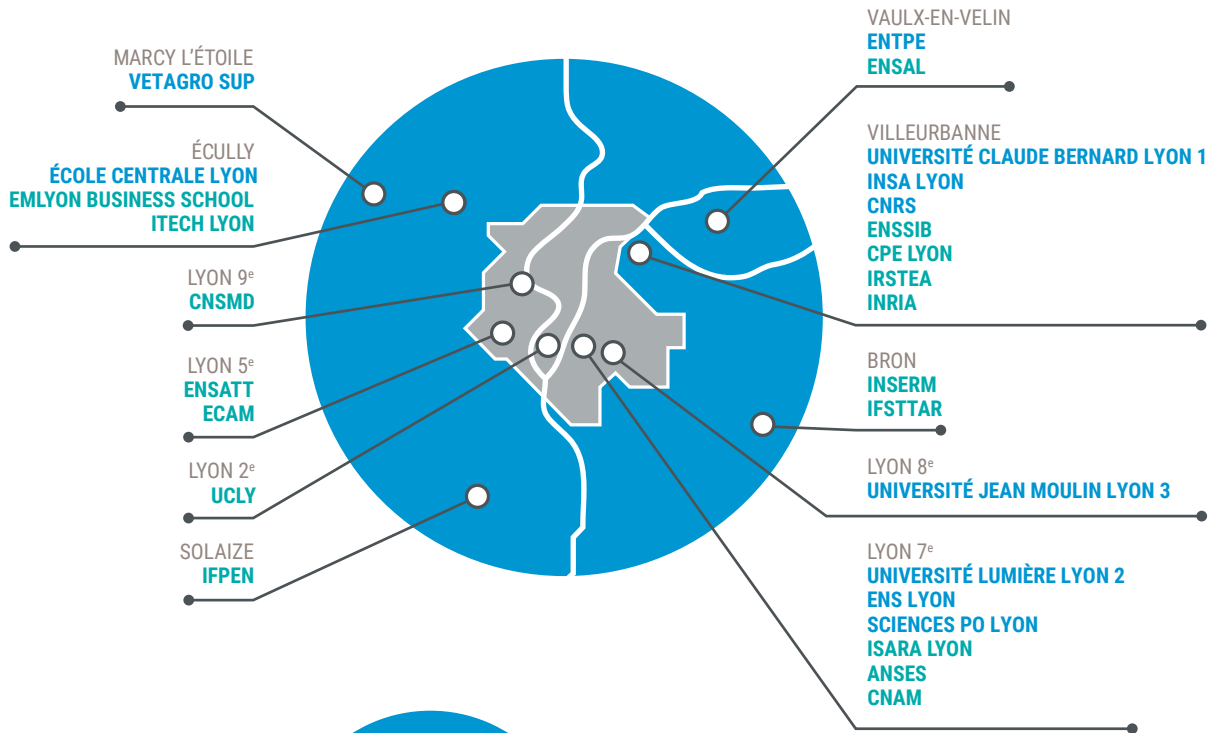 MARCY L'ÉTOILE
VETAGRO SUP
ÉCULLY
ÉCOLE CENTRALE LYON
EMLYON BUSINESS SCHOOL
ITECH LYON
LYON 9e
CNSMD
LYON 5e
ENSATT
ECAM
LYON 2e
UCLY
SOLAIZE
IFPEN
VAULX-EN-VELIN
ENTPE
ENSAL
VILLEURBANNE
UNIVERSITÉ CLAUDE BERNARD LYON 1
INSA LYON
CNRS
ENSSIB
CPE LYON
IRSTEA
INRIA
BRON
INSERM
IFSTTAR
LYON 8e
UNIVERSITÉ JEAN MOULIN LYON 3
LYON 7e
UNIVERSITÉ LUMIÈRE LYON 2
ENS LYON
SCIENCES PO LYON
ISARA LYON
ANSES
CNAM